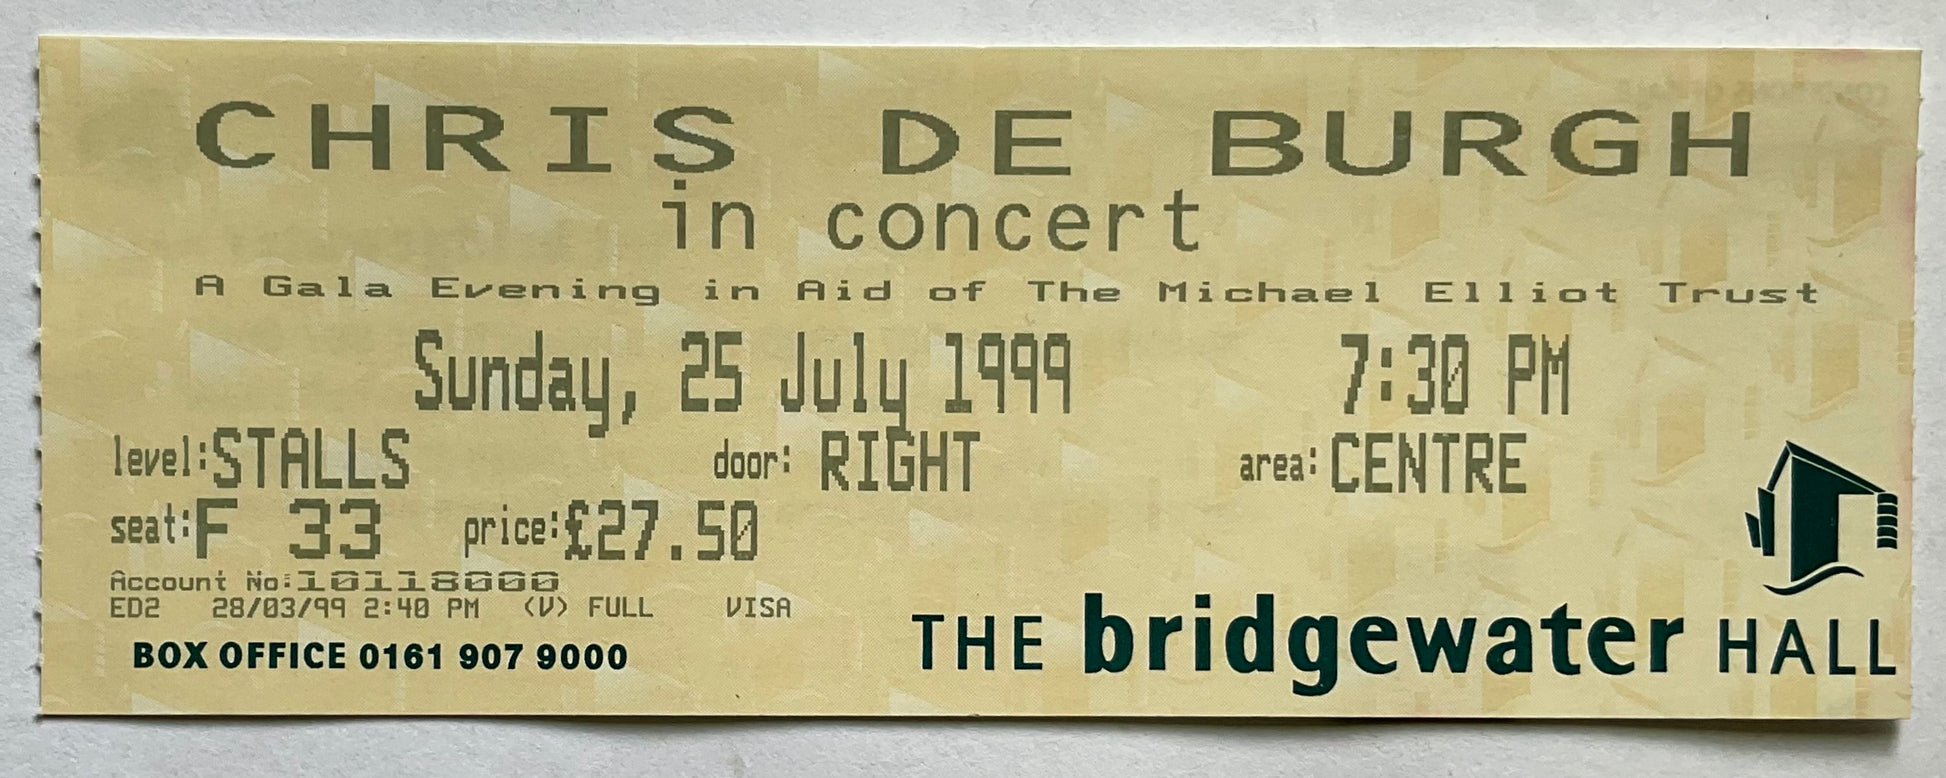 CHRIS DE BURGH
in concert
A Gala Evening in Aid of The Michael Elliot Trust
Sunday, 25 July 1999 7:30 PM
level:STALLS door: RIGHT area:CENTRE
seat:F 33 price:£27.50
Account No:10118000
ED2 28/03/99 2:40 PM (V) FULL VISA
BOX OFFICE 0161 907 9000
THE bridgewater HALL